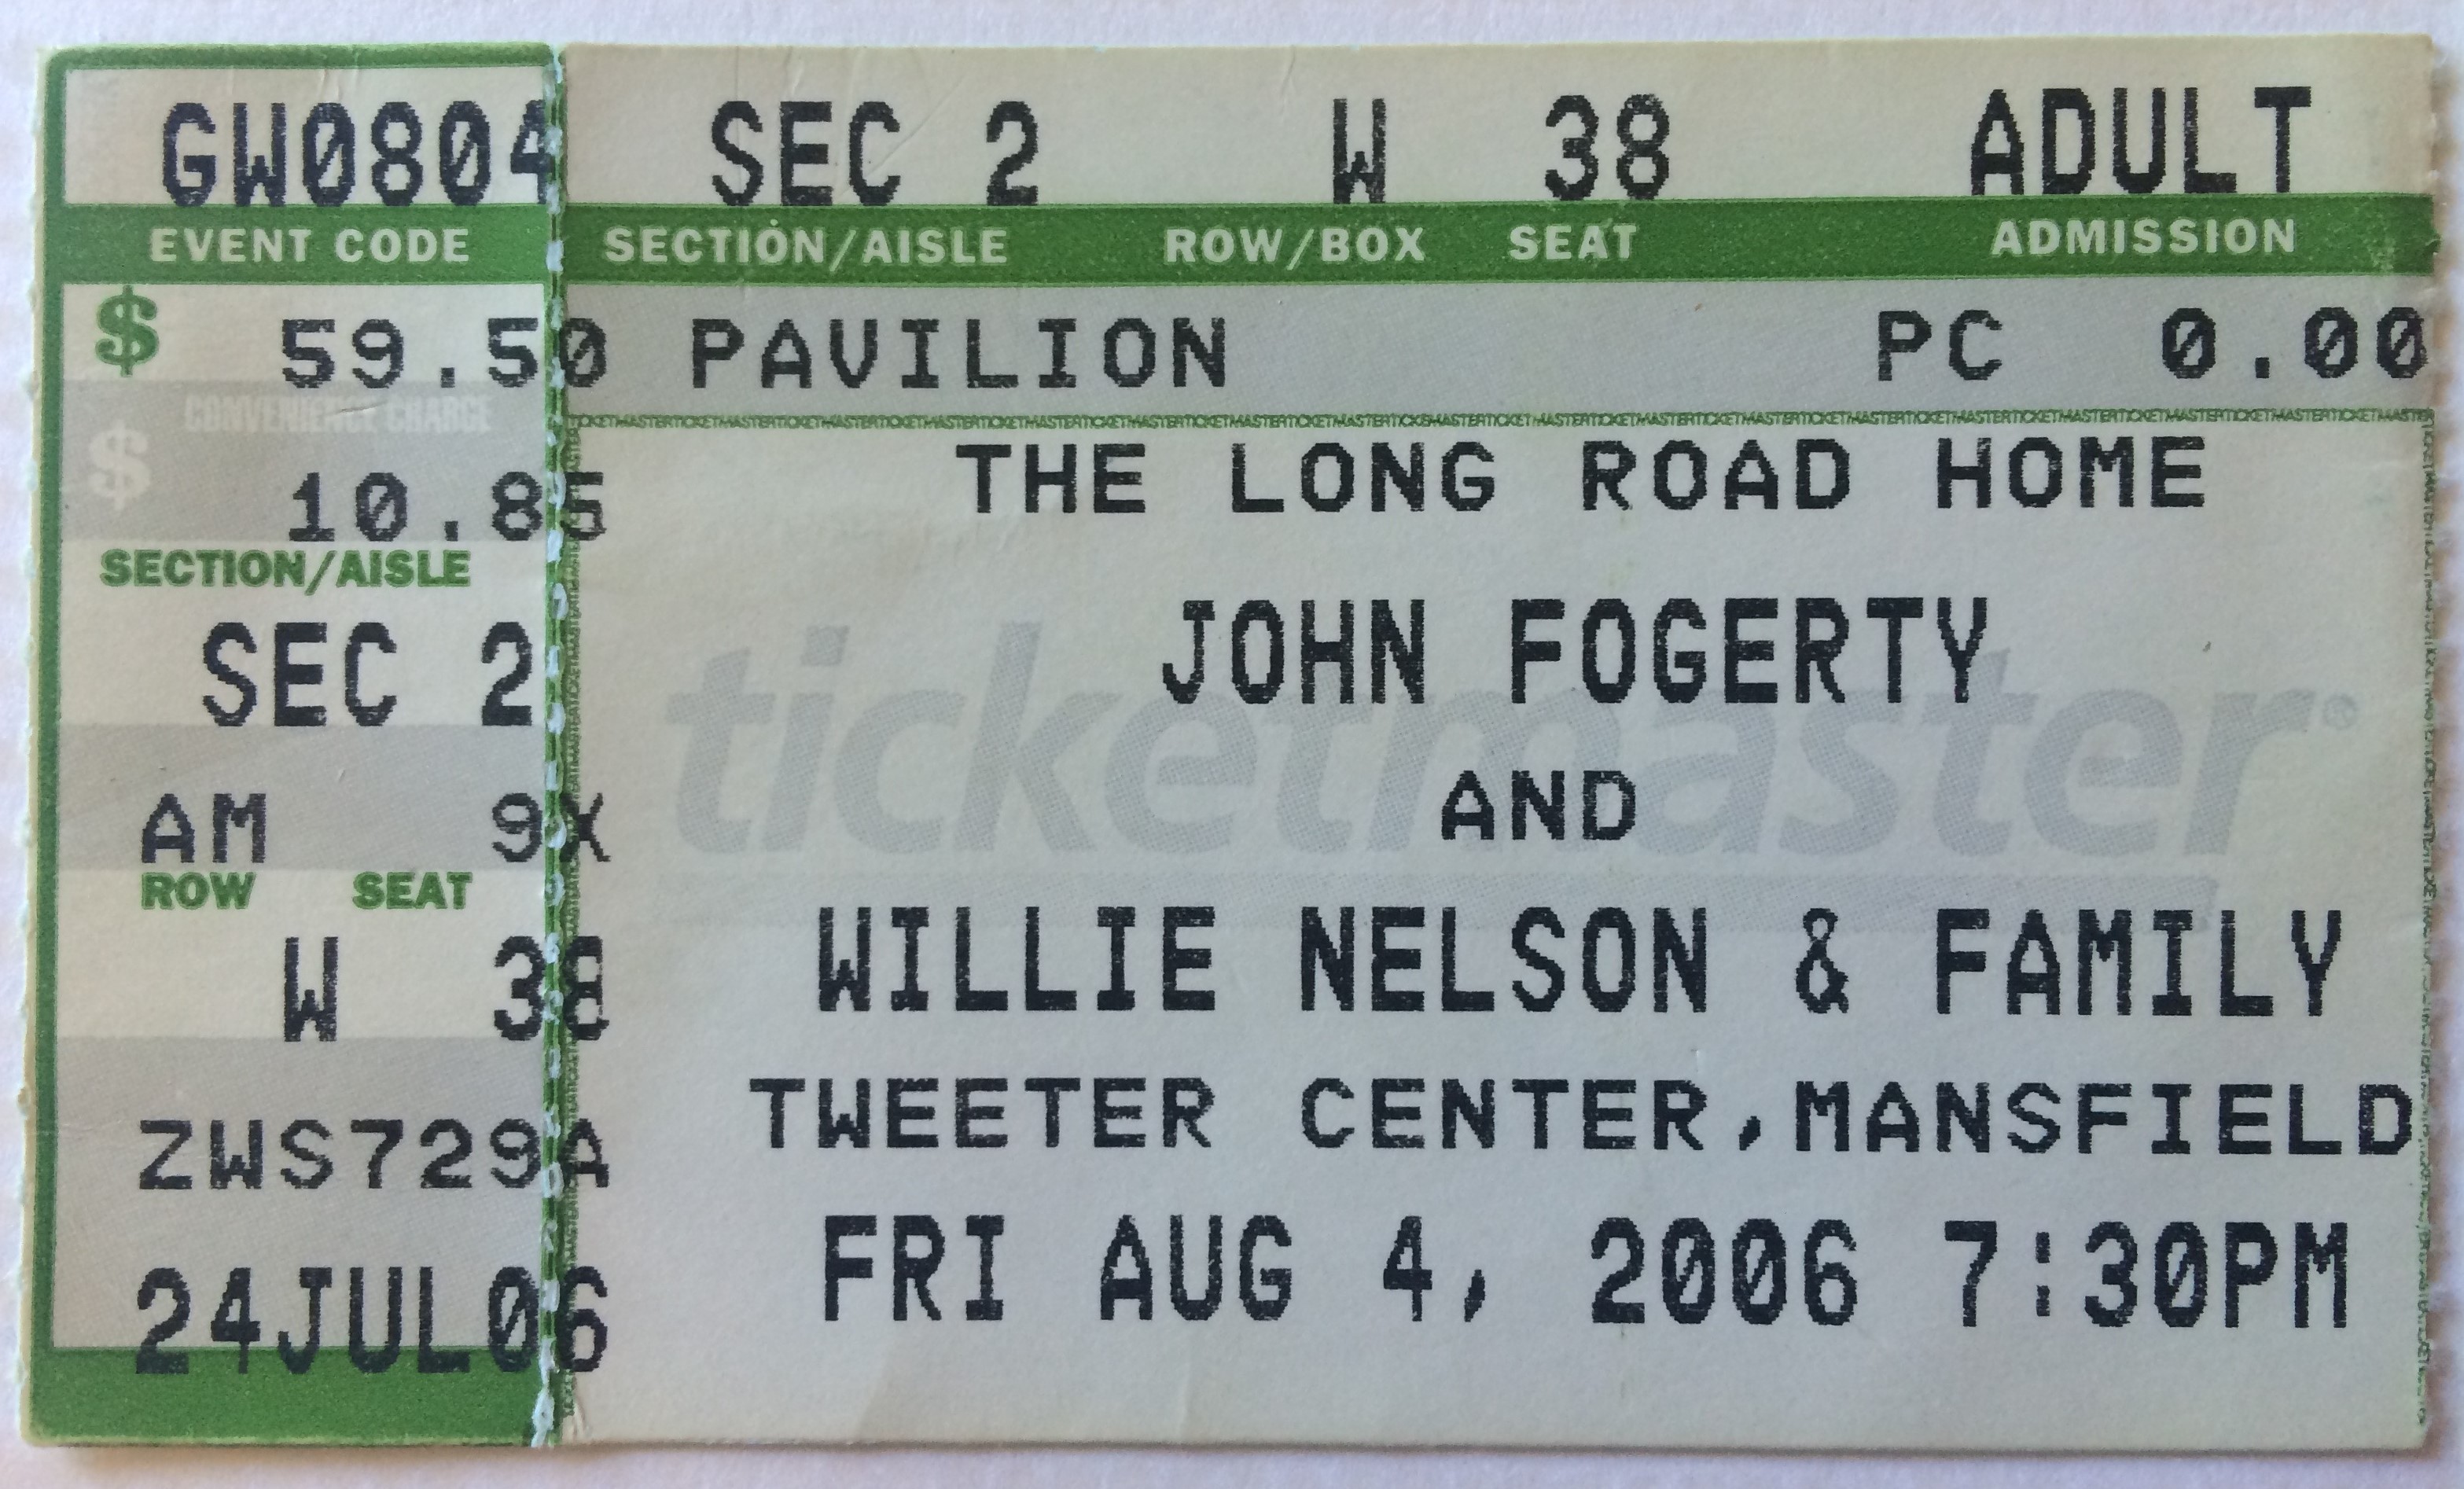 GW0804 SEC 2 W 38 ADULT
EVENT CODE SECTION/AISLE ROW/BOX SEAT ADMISSION
$ 59.50 PAVILION PC 0.00
CONVENIENCE CHARGE
$ 10.85
SECTION/AISLE
SEC 2
AM 9X
ROW SEAT
W 38
ZWS729A
24JUL06
THE LONG ROAD HOME
JOHN FOGERTY
ticketmaster®
AND
WILLIE NELSON & FAMILY
TWEETER CENTER,MANSFIELD
FRI AUG 4, 2006 7:30PM